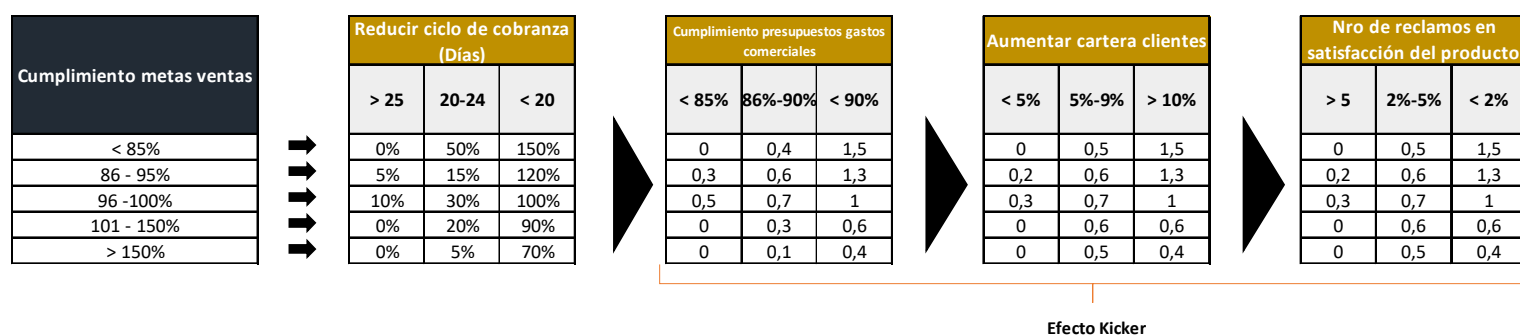 Cumplimiento metas ventas
< 85%
86 - 95%
96 -100%
101 - 150%
> 150%
Reducir ciclo de cobranza
(Días)
> 25 20-24 < 20
0% 50% 150%
5% 15% 120%
10% 30% 100%
0% 20% 90%
0% 5% 70%
Cumplimiento presupuestos gastos
comerciales
< 85% 86%-90% < 90%
0 0,4 1,5
0,3 0,6 1,3
0,5 0,7 1
0 0,3 0,6
0 0,1 0,4
Aumentar cartera clientes
< 5% 5%-9% > 10%
0 0,5 1,5
0,2 0,6 1,3
0,3 0,7 1
0 0,6 0,6
0 0,5 0,4
Nro de reclamos en
satisfacción del producto
> 5 2%-5% < 2%
0 0,5 1,5
0,2 0,6 1,3
0,3 0,7 1
0 0,6 0,6
0 0,5 0,4
Efecto Kicker